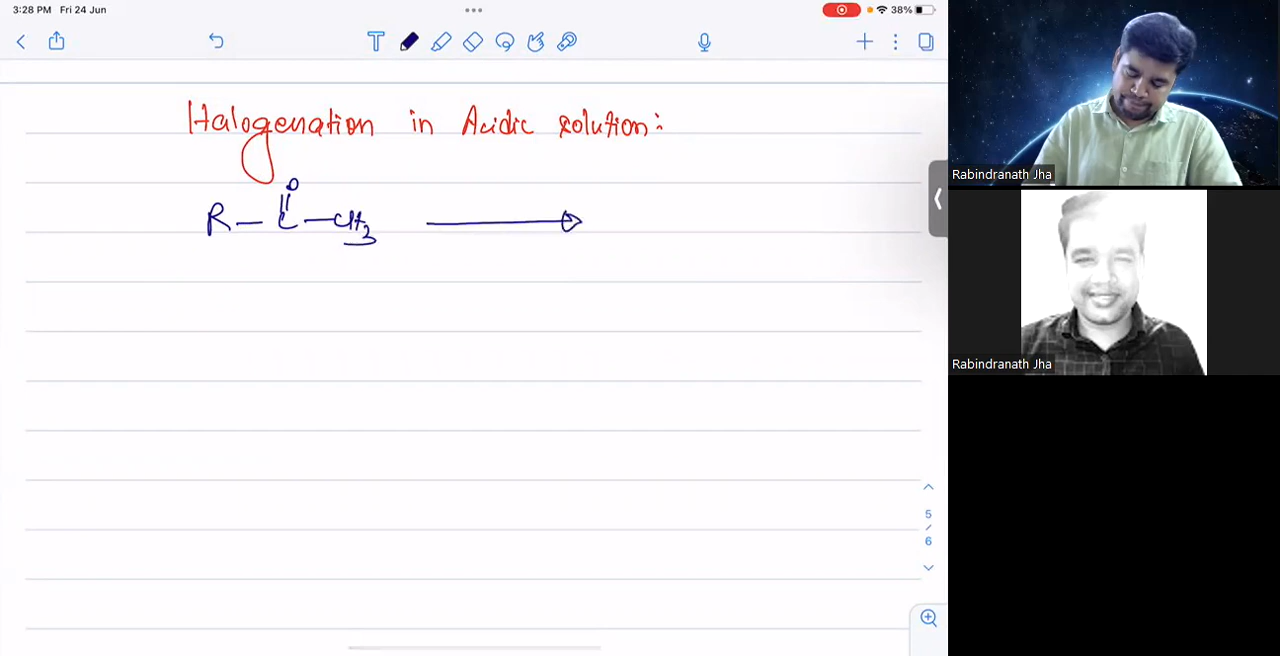 3:28 PM Fri 24 Jun
38%
T
Halogenation in Acidic solution:
O
R — C — CH3
5
6
Rabindranath Jha
Rabindranath Jha